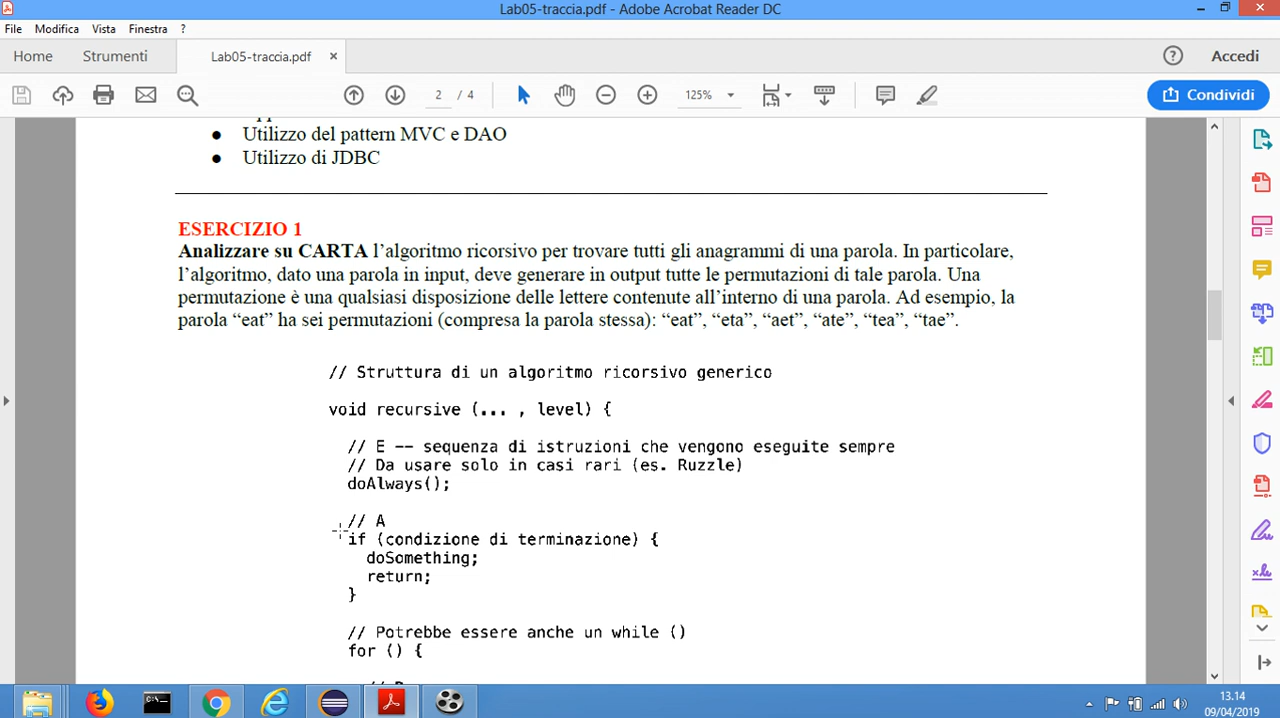 Lab05-traccia.pdf - Adobe Acrobat Reader DC
File Modifica Vista Finestra ?
Home Strumenti Lab05-traccia.pdf × ? Accedi
2 / 4 125% Condividi
● Utilizzo del pattern MVC e DAO
● Utilizzo di JDBC
ESERCIZIO 1
Analizzare su CARTA l’algoritmo ricorsivo per trovare tutti gli anagrammi di una parola. In particolare,
l’algoritmo, dato una parola in input, deve generare in output tutte le permutazioni di tale parola. Una
permutazione è una qualsiasi disposizione delle lettere contenute all’interno di una parola. Ad esempio, la
parola “eat” ha sei permutazioni (compresa la parola stessa): “eat”, “eta”, “aet”, “ate”, “tea”, “tae”.
// Struttura di un algoritmo ricorsivo generico
void recursive (... , level) {
// E -- sequenza di istruzioni che vengono eseguite sempre
// Da usare solo in casi rari (es. Ruzzle)
doAlways();
// A
if (condizione di terminazione) {
doSomething;
return;
}
// Potrebbe essere anche un while ()
for () {
13.14
09/04/2019